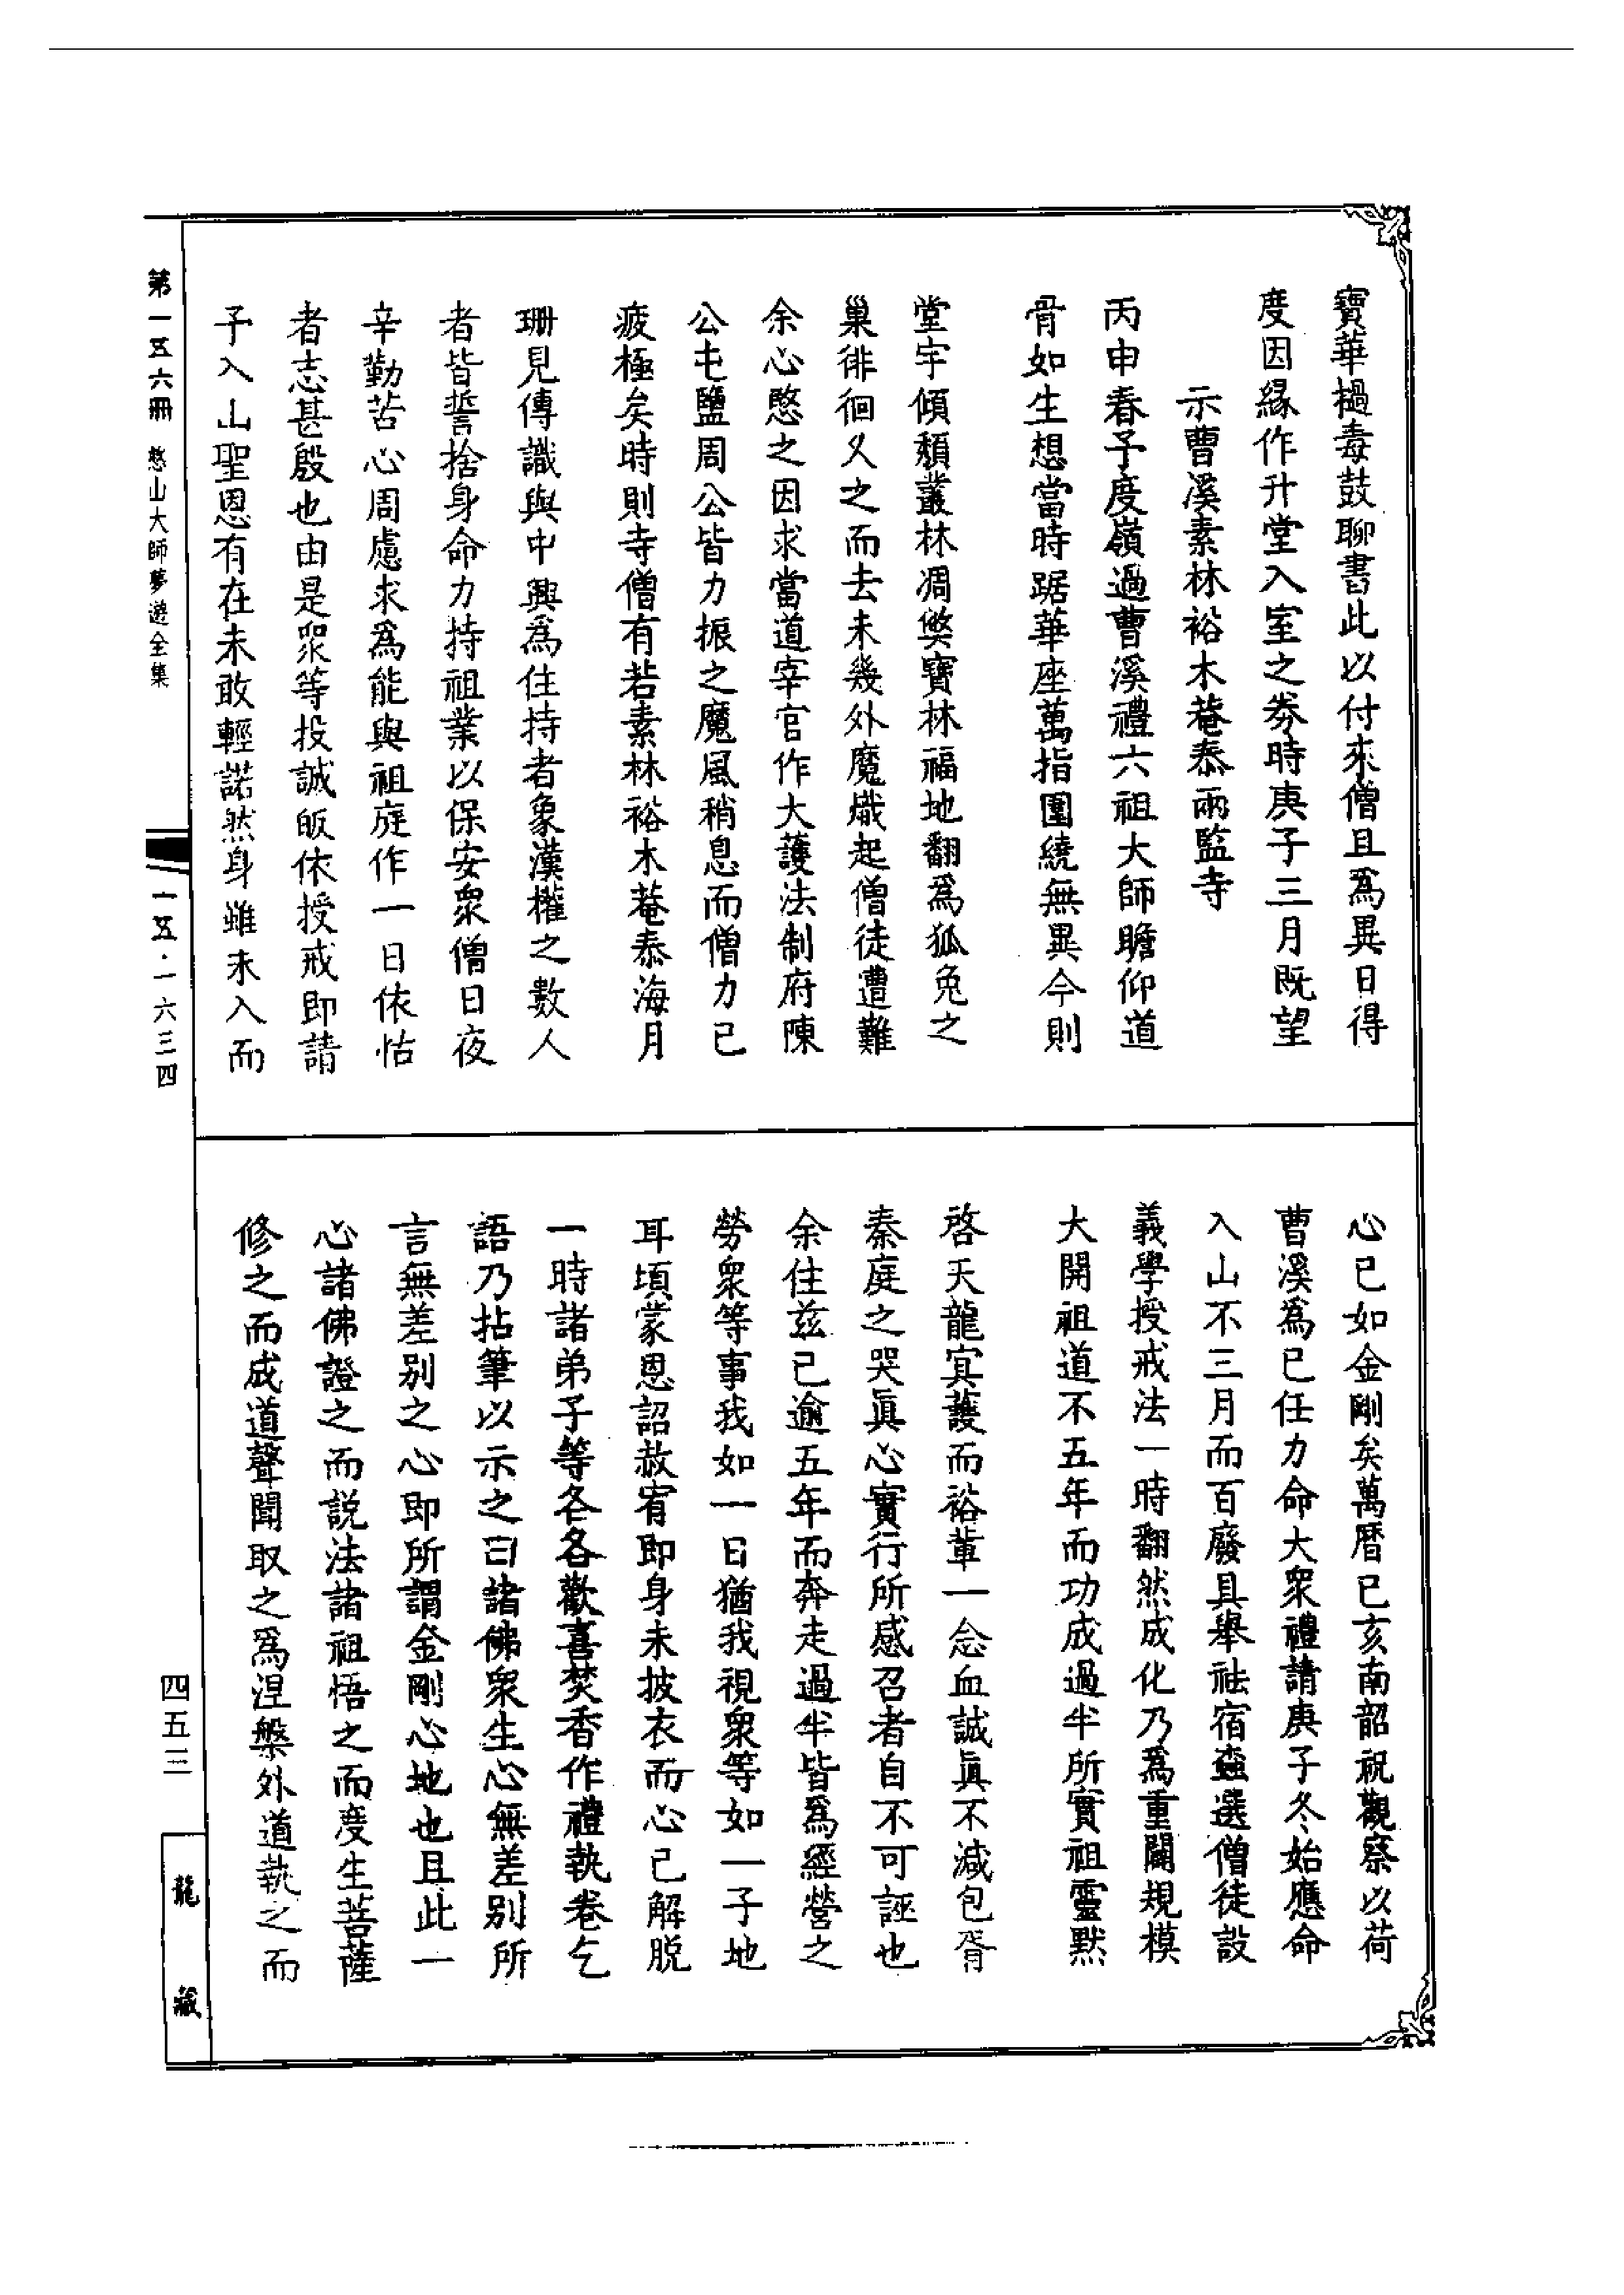 寶華撾毒鼓聊書此以付來僧且爲異日得
度因緣作升堂入室之券時庚子三月旣望
示曹溪素林裕木菴泰兩監寺
丙申春予度嶺過曹溪禮六祖大師瞻仰道
骨如生想當時踞華座萬指圍繞無異今則
堂宇傾頹叢林凋獘寶林福地翻爲狐兔之
巢徘徊久之而去未幾外魔熾起僧徒遭難
余心愍之因求當道宰官作大護法制府陳
公屯鹽周公皆力振之魔風稍息而僧力已
疲極矣時則寺僧有若素林裕木菴泰海月
珊見傳識與中興爲住持者象漢權之數人
者皆誓捨身命力持祖業以保安衆僧日夜
辛勤苦心周慮求爲能與祖庭作一日依怙
者志甚殷也由是衆等投誠皈依授戒即請
予入山聖恩有在未敢輕諾然身雖未入而
心已如金剛矣萬曆己亥南韶祝觀察以荷
曹溪爲己任力命大衆禮請庚子冬始應命
入山不三月而百廢具舉祛宿蠹選僧徒設
義學授戒法一時翻然成化乃爲重闢規模
大開祖道不五年而功成過半所實祖靈默
啓天龍冥護而裕輩一念血誠眞不減包胥
秦庭之哭眞心實行所感召者自不可誣也
余住茲已逾五年而奔走過半皆爲經營之
勞衆等事我如一日猶我視衆等如一子地
耳頃蒙恩詔赦宥即身未披衣而心已解脱
一時諸弟子等各各歡喜焚香作禮執卷乞
語乃拈筆以示之曰諸佛衆生心無差别所
言無差别之心即所謂金剛心地也且此一
心諸佛證之而説法諸祖悟之而度生菩薩
修之而成道聲聞取之爲涅槃外道執之而
第一五六冊 憨山大師夢遊全集
一五·一六三四
四五三
龍藏